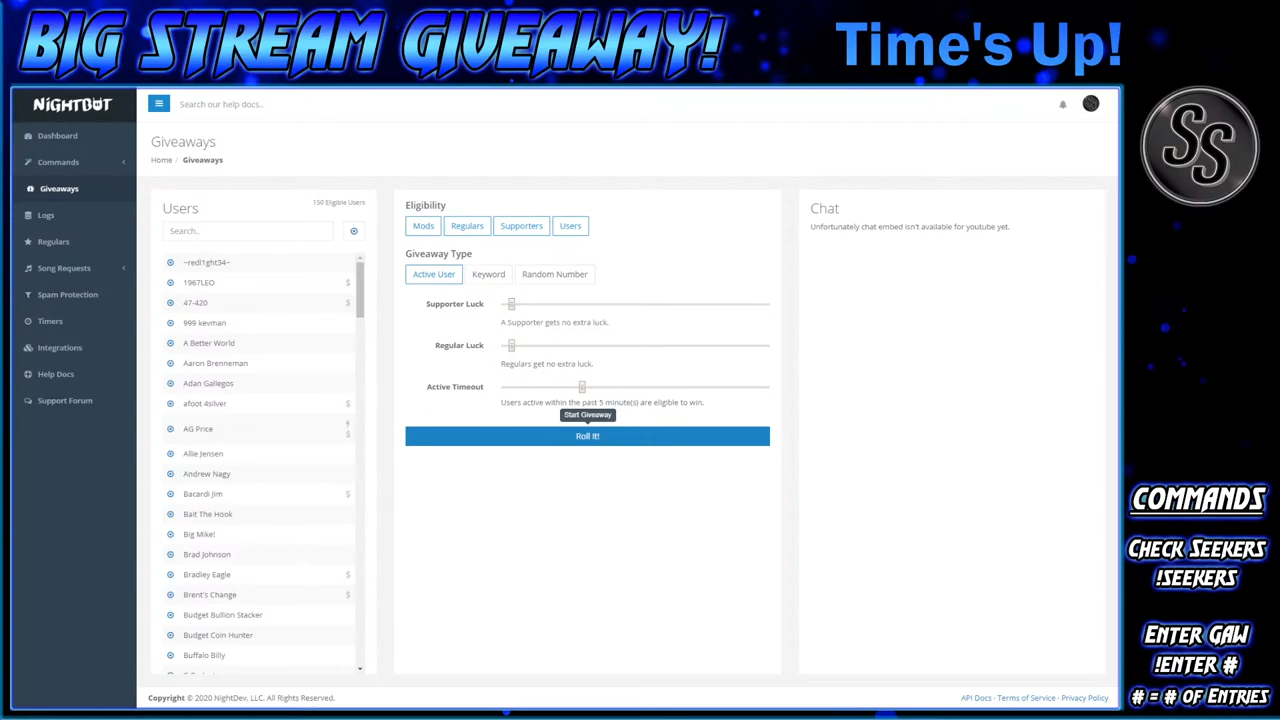 BIG STREAM GIVEAWAY!
Time's Up!
NIGHTBOT
Search our help docs..
Dashboard
Commands
Giveaways
Logs
Regulars
Song Requests
Spam Protection
Timers
Integrations
Help Docs
Support Forum
Giveaways
Home / Giveaways
Users
150 Eligible Users
Search..
~redl1ght34~
1967LEO $
47-420 $
999 kevman
A Better World
Aaron Brenneman
Adan Gallegos
afoot 4silver $
AG Price $
Allie Jensen
Andrew Nagy
Bacardi Jim $
Bait The Hook
Big Mike!
Brad Johnson
Bradley Eagle $
Brent's Change $
Budget Bullion Stacker
Budget Coin Hunter
Buffalo Billy
Eligibility
Mods Regulars Supporters Users
Giveaway Type
Active User Keyword Random Number
Supporter Luck
A Supporter gets no extra luck.
Regular Luck
Regulars get no extra luck.
Active Timeout
Users active within the past 5 minute(s) are eligible to win.
Start Giveaway
Roll It!
Chat
Unfortunately chat embed isn't available for youtube yet.
Copyright © 2020 NightDev, LLC. All Rights Reserved.
API Docs · Terms of Service · Privacy Policy
SS
COMMANDS
CHECK SEEKERS
!SEEKERS
ENTER GAW
!ENTER #
# = # OF ENTRIES